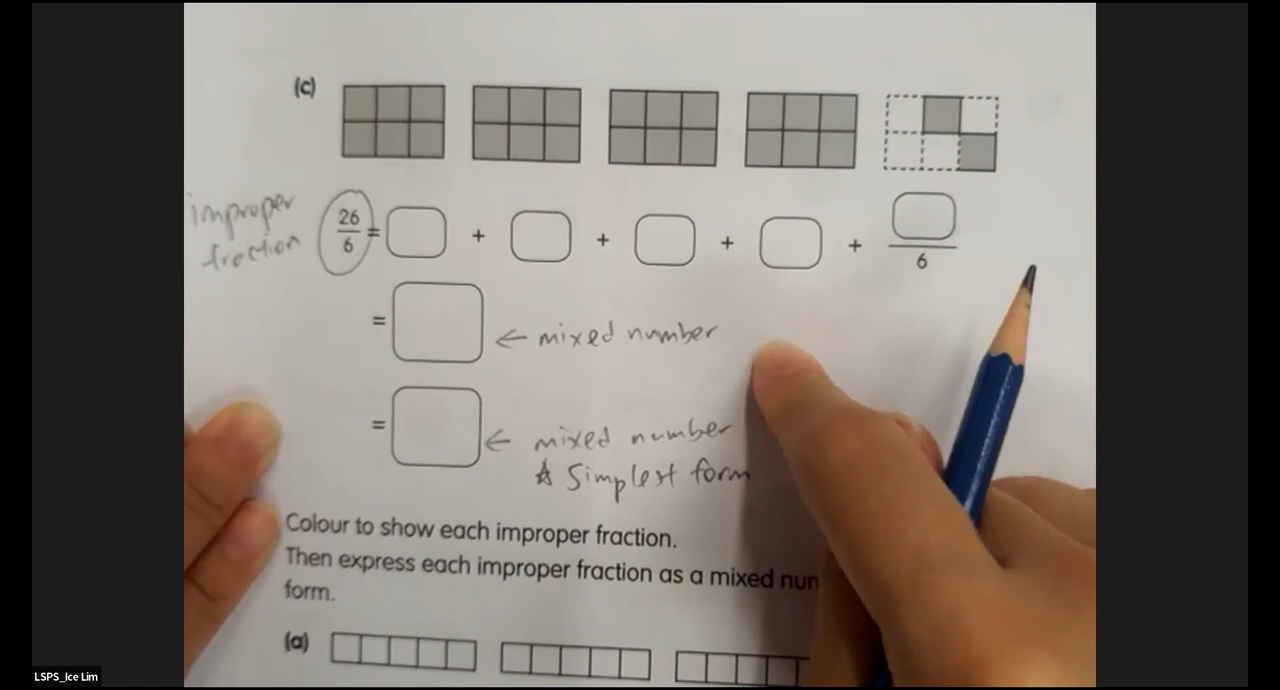 (c)
improper
fraction
26
6
= + + + +
6
= ← mixed number
= ← mixed number
☆ Simplest form
Colour to show each improper fraction.
Then express each improper fraction as a mixed
form.
(a)
LSPS_Ice Lim